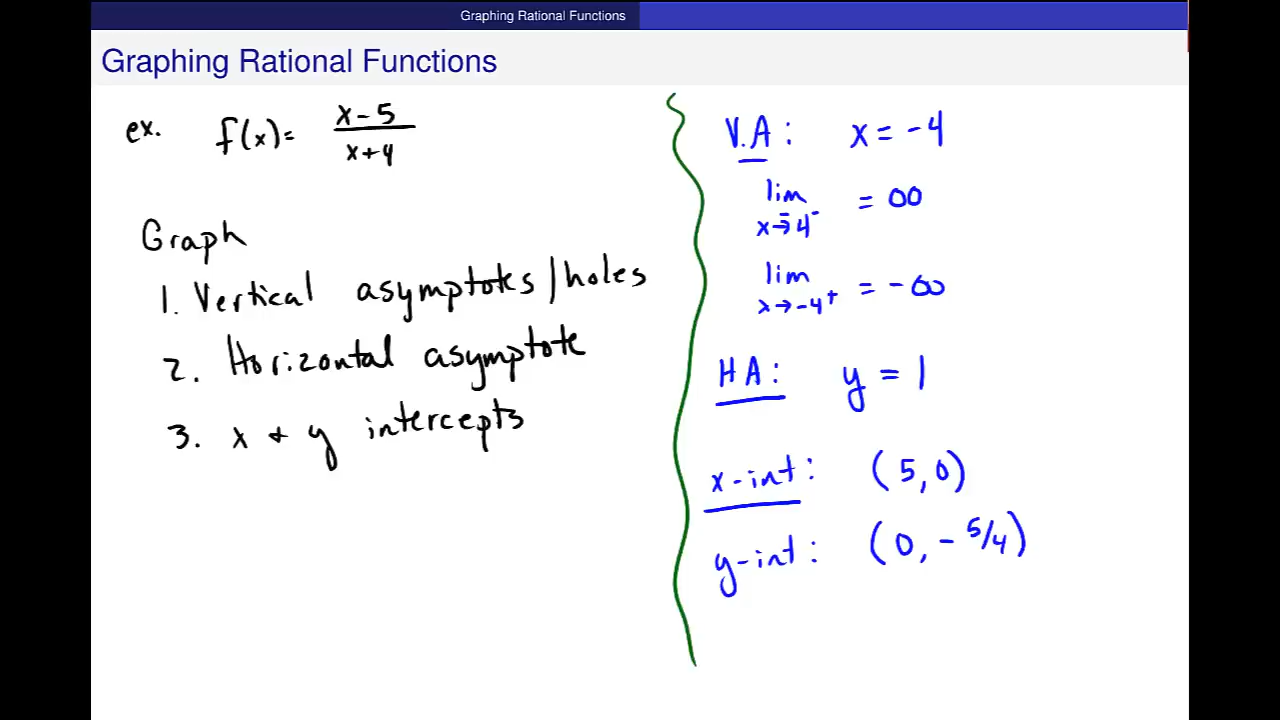 Graphing Rational Functions
Graphing Rational Functions
ex. f(x) = (x-5)/(x+4)
Graph
1. Vertical asymptotes/holes
2. Horizontal asymptote
3. x + y intercepts
V.A: x = -4
lim x→-4⁻ = ∞
lim x→-4⁺ = -∞
HA: y = 1
x-int: (5,0)
y-int: (0, -5/4)